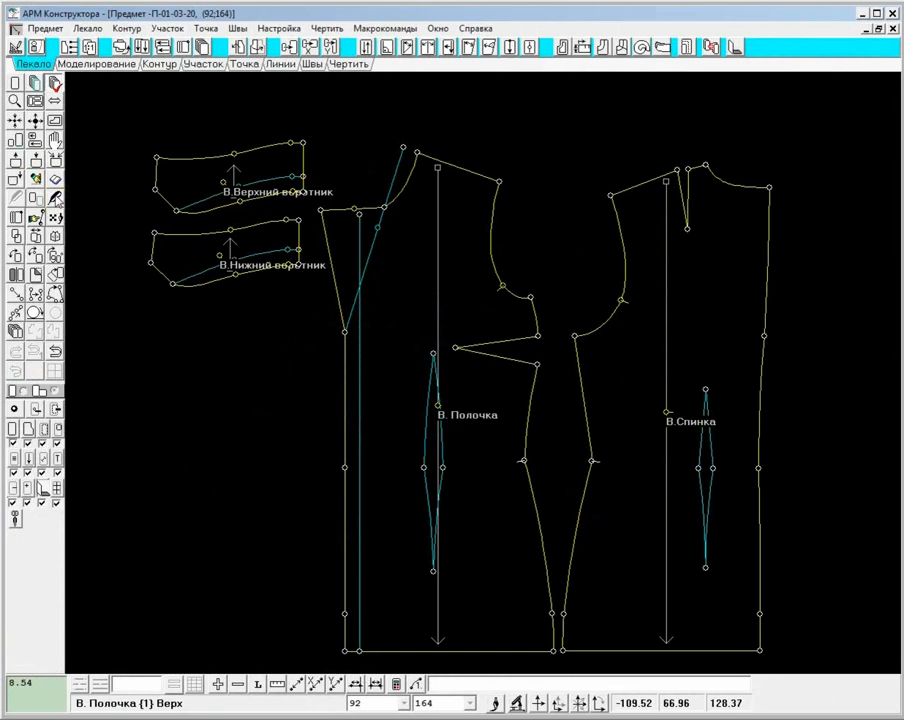 АРМ Конструктора - [Предмет -П-01-03-20, (92;164)]
Предмет Лекало Контур Участок Точка Швы Настройка Чертить Макрокоманды Окно Справка
Лекало Моделирование Контур Участок Точка Линии Швы Чертить
В.Верхний воротник
В.Нижний воротник
В. Полочка
В.Спинка
8.54
В. Полочка {1} Верх
92
164
-109.52
66.96
128.37